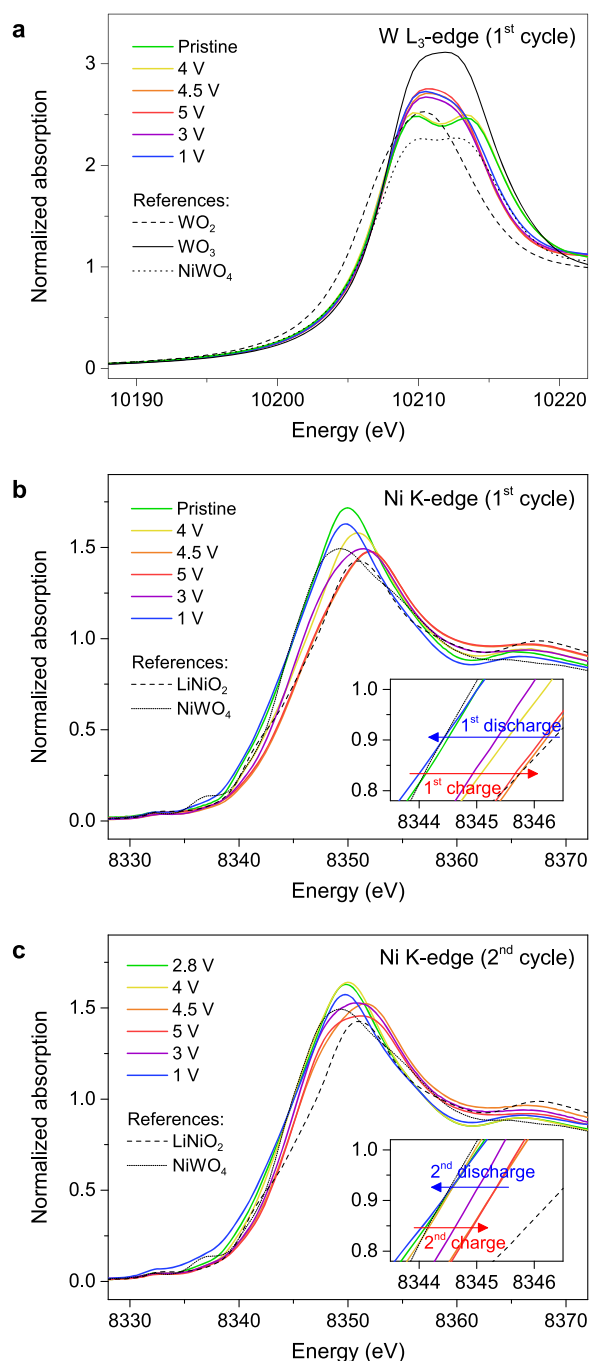 a
W L₃-edge (1st cycle)
Pristine
4 V
4.5 V
5 V
3 V
1 V
References:
WO₂
WO₃
NiWO₄
Normalized absorption
3
2
1
0
10190
10200
10210
10220
Energy (eV)
b
Ni K-edge (1st cycle)
Pristine
4 V
4.5 V
5 V
3 V
1 V
References:
LiNiO₂
NiWO₄
Normalized absorption
1.5
1.0
0.5
0.0
1.0
0.9
0.8
1st discharge
1st charge
8344
8345
8346
8330
8340
8350
8360
8370
Energy (eV)
c
Ni K-edge (2nd cycle)
2.8 V
4 V
4.5 V
5 V
3 V
1 V
References:
LiNiO₂
NiWO₄
Normalized absorption
1.5
1.0
0.5
0.0
1.0
0.9
0.8
2nd discharge
2nd charge
8344
8345
8346
8330
8340
8350
8360
8370
Energy (eV)